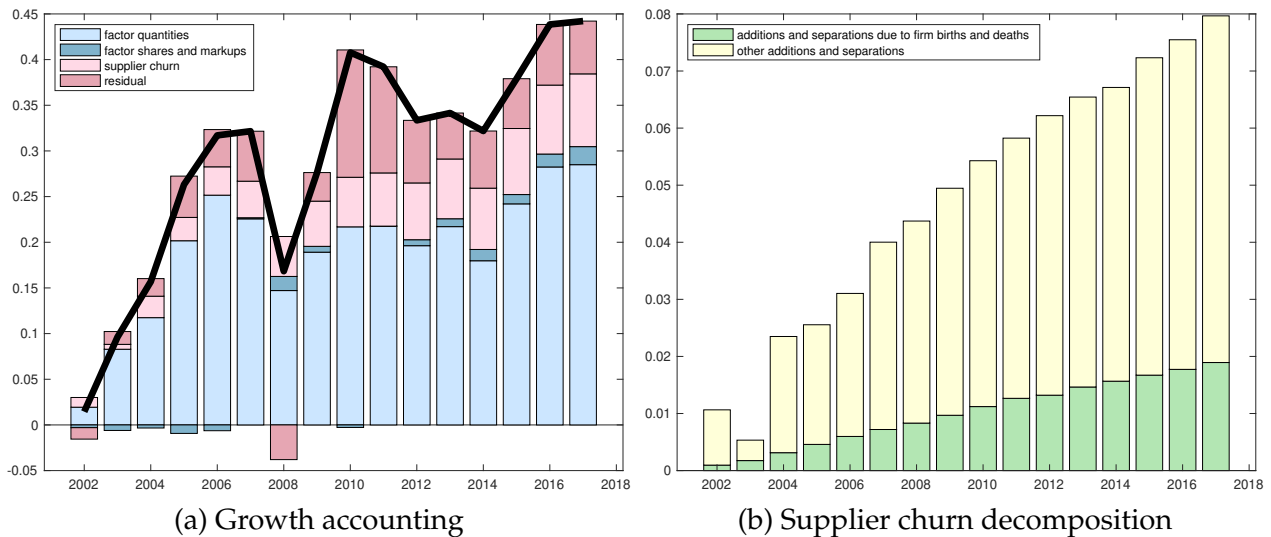 0.45
0.4
0.35
0.3
0.25
0.2
0.15
0.1
0.05
0
-0.05
factor quantities
factor shares and markups
supplier churn
residual
2002 2004 2006 2008 2010 2012 2014 2016 2018
(a) Growth accounting
0.08
0.07
0.06
0.05
0.04
0.03
0.02
0.01
0
additions and separations due to firm births and deaths
other additions and separations
2002 2004 2006 2008 2010 2012 2014 2016 2018
(b) Supplier churn decomposition